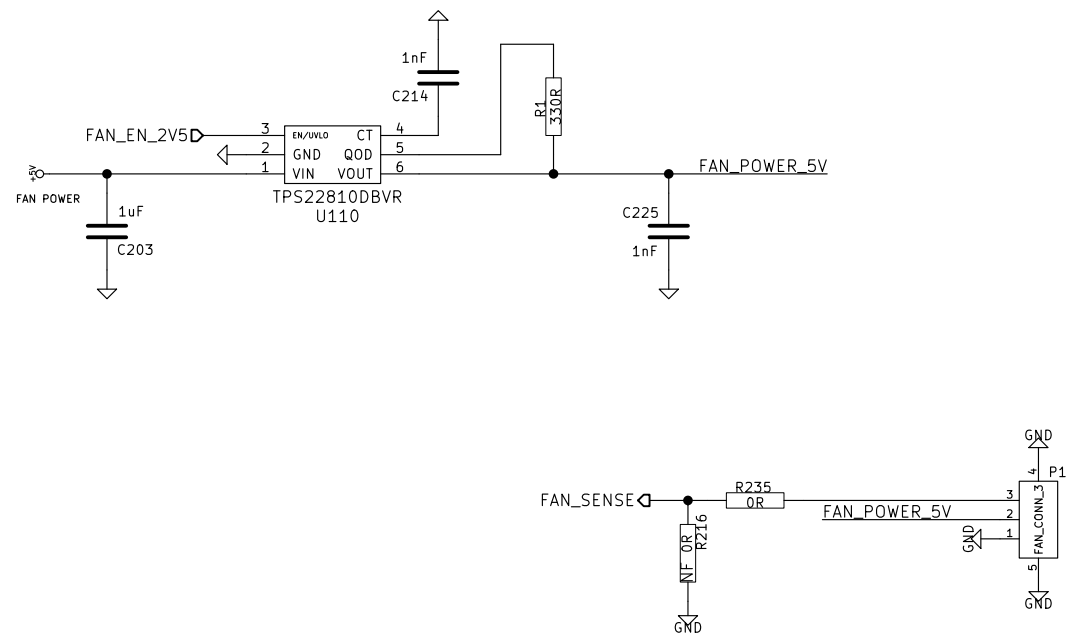 1nF
C214
R1
330R
FAN_EN_2V5
3
EN/UVLO
CT
4
2
GND
QOD
5
+5V
1
VIN
VOUT
6
FAN_POWER_5V
FAN POWER
TPS22810DBVR
U110
1uF
C203
C225
1nF
GND
4
P1
FAN_SENSE
R235
0R
3
FAN_POWER_5V
2
FAN_CONN_3
R216
NF 0R
GND
1
5
GND
GND